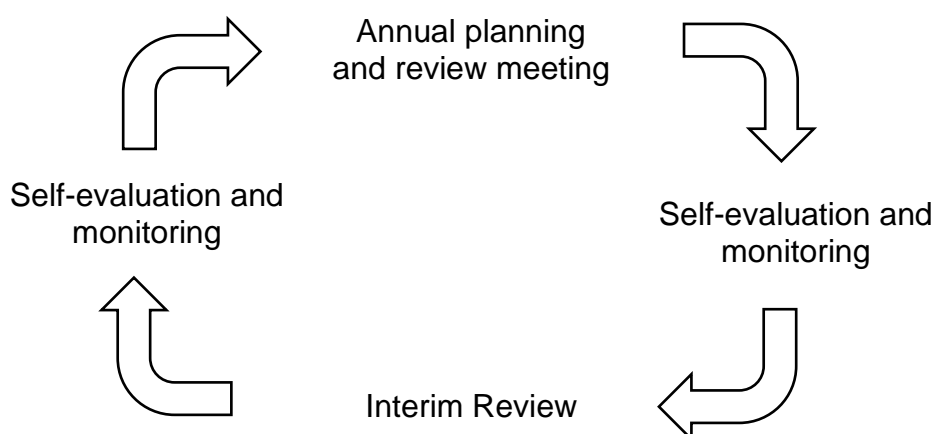 Annual planning
and review meeting
Self-evaluation and
monitoring
Self-evaluation and
monitoring
Interim Review